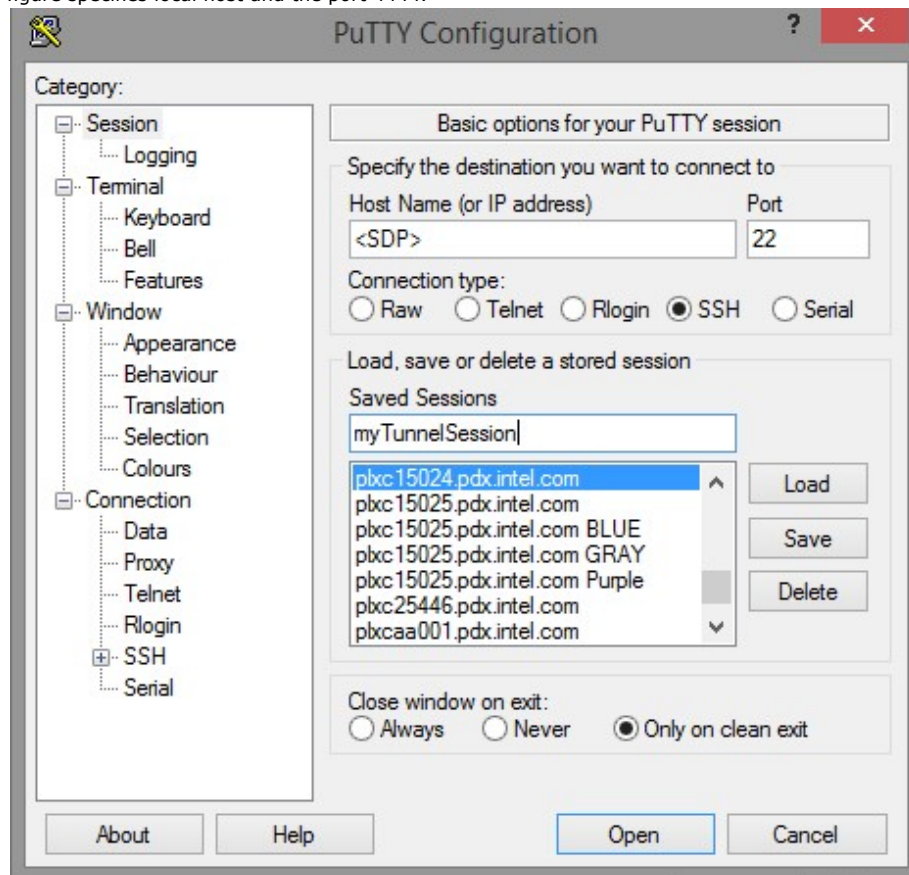 PuTTY Configuration
?
×
Category:
Session
Logging
Terminal
Keyboard
Bell
Features
Window
Appearance
Behaviour
Translation
Selection
Colours
Connection
Data
Proxy
Telnet
Rlogin
SSH
Serial
Basic options for your PuTTY session
Specify the destination you want to connect to
Host Name (or IP address) Port
<SDP> 22
Connection type:
Raw Telnet Rlogin SSH Serial
Load, save or delete a stored session
Saved Sessions
myTunnelSession
plxc15024.pdx.intel.com
plxc15025.pdx.intel.com
plxc15025.pdx.intel.com BLUE
plxc15025.pdx.intel.com GRAY
plxc15025.pdx.intel.com Purple
plxc25446.pdx.intel.com
plxcaa001.pdx.intel.com
Load
Save
Delete
Close window on exit:
Always Never Only on clean exit
About Help Open Cancel